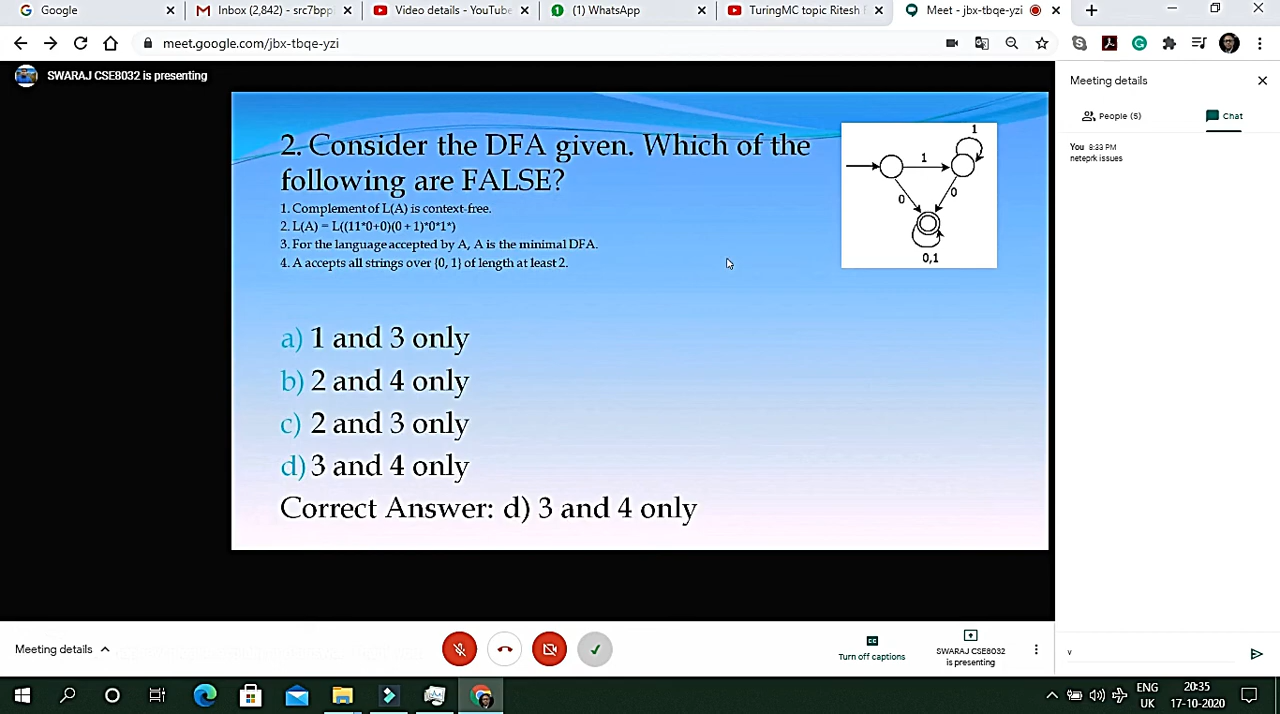 Google
Inbox (2,842) - src7bpp
Video details - YouTube
(1) WhatsApp
TuringMC topic Ritesh
Meet - jbx-tbqe-yzi
meet.google.com/jbx-tbqe-yzi
SWARAJ CSE8032 is presenting
Meeting details
People (5)
Chat
You 8:33 PM
neteprk issues
2. Consider the DFA given. Which of the
following are FALSE?
1. Complement of L(A) is context-free.
2. L(A) = L((11*0+0)(0 + 1)*0*1*)
3. For the language accepted by A, A is the minimal DFA.
4. A accepts all strings over {0, 1} of length at least 2.
1
1
0
0
0,1
a) 1 and 3 only
b) 2 and 4 only
c) 2 and 3 only
d) 3 and 4 only
Correct Answer: d) 3 and 4 only
Meeting details
Turn off captions
SWARAJ CSE8032
is presenting
v
ENG
UK
20:35
17-10-2020